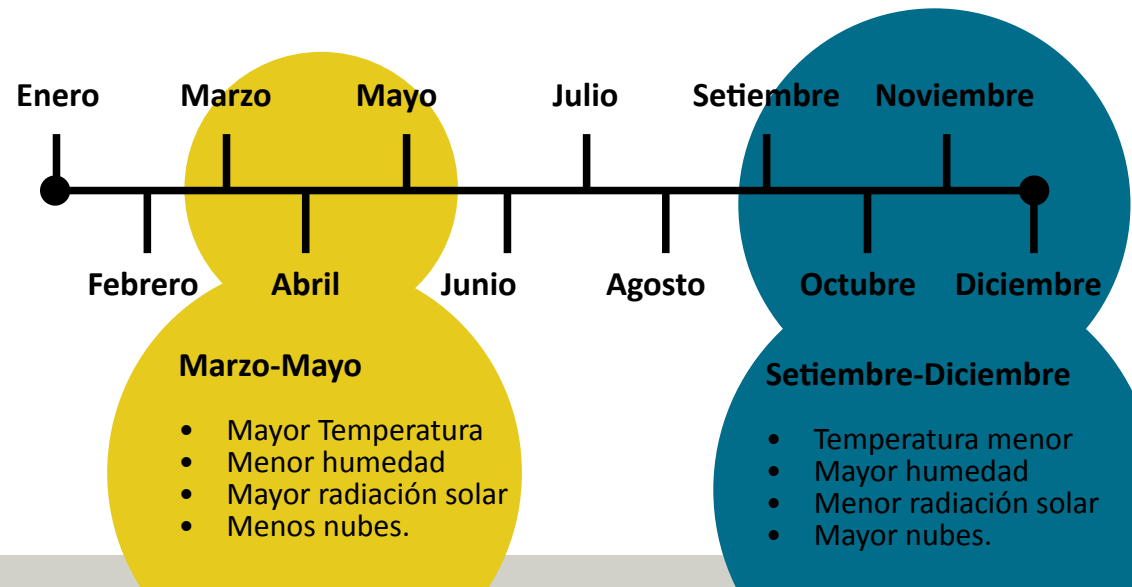 Enero Marzo Mayo Julio Setiembre Noviembre
Febrero Abril Junio Agosto Octubre Diciembre
Marzo-Mayo
• Mayor Temperatura
• Menor humedad
• Mayor radiación solar
• Menos nubes.
Setiembre-Diciembre
• Temperatura menor
• Mayor humedad
• Menor radiación solar
• Mayor nubes.